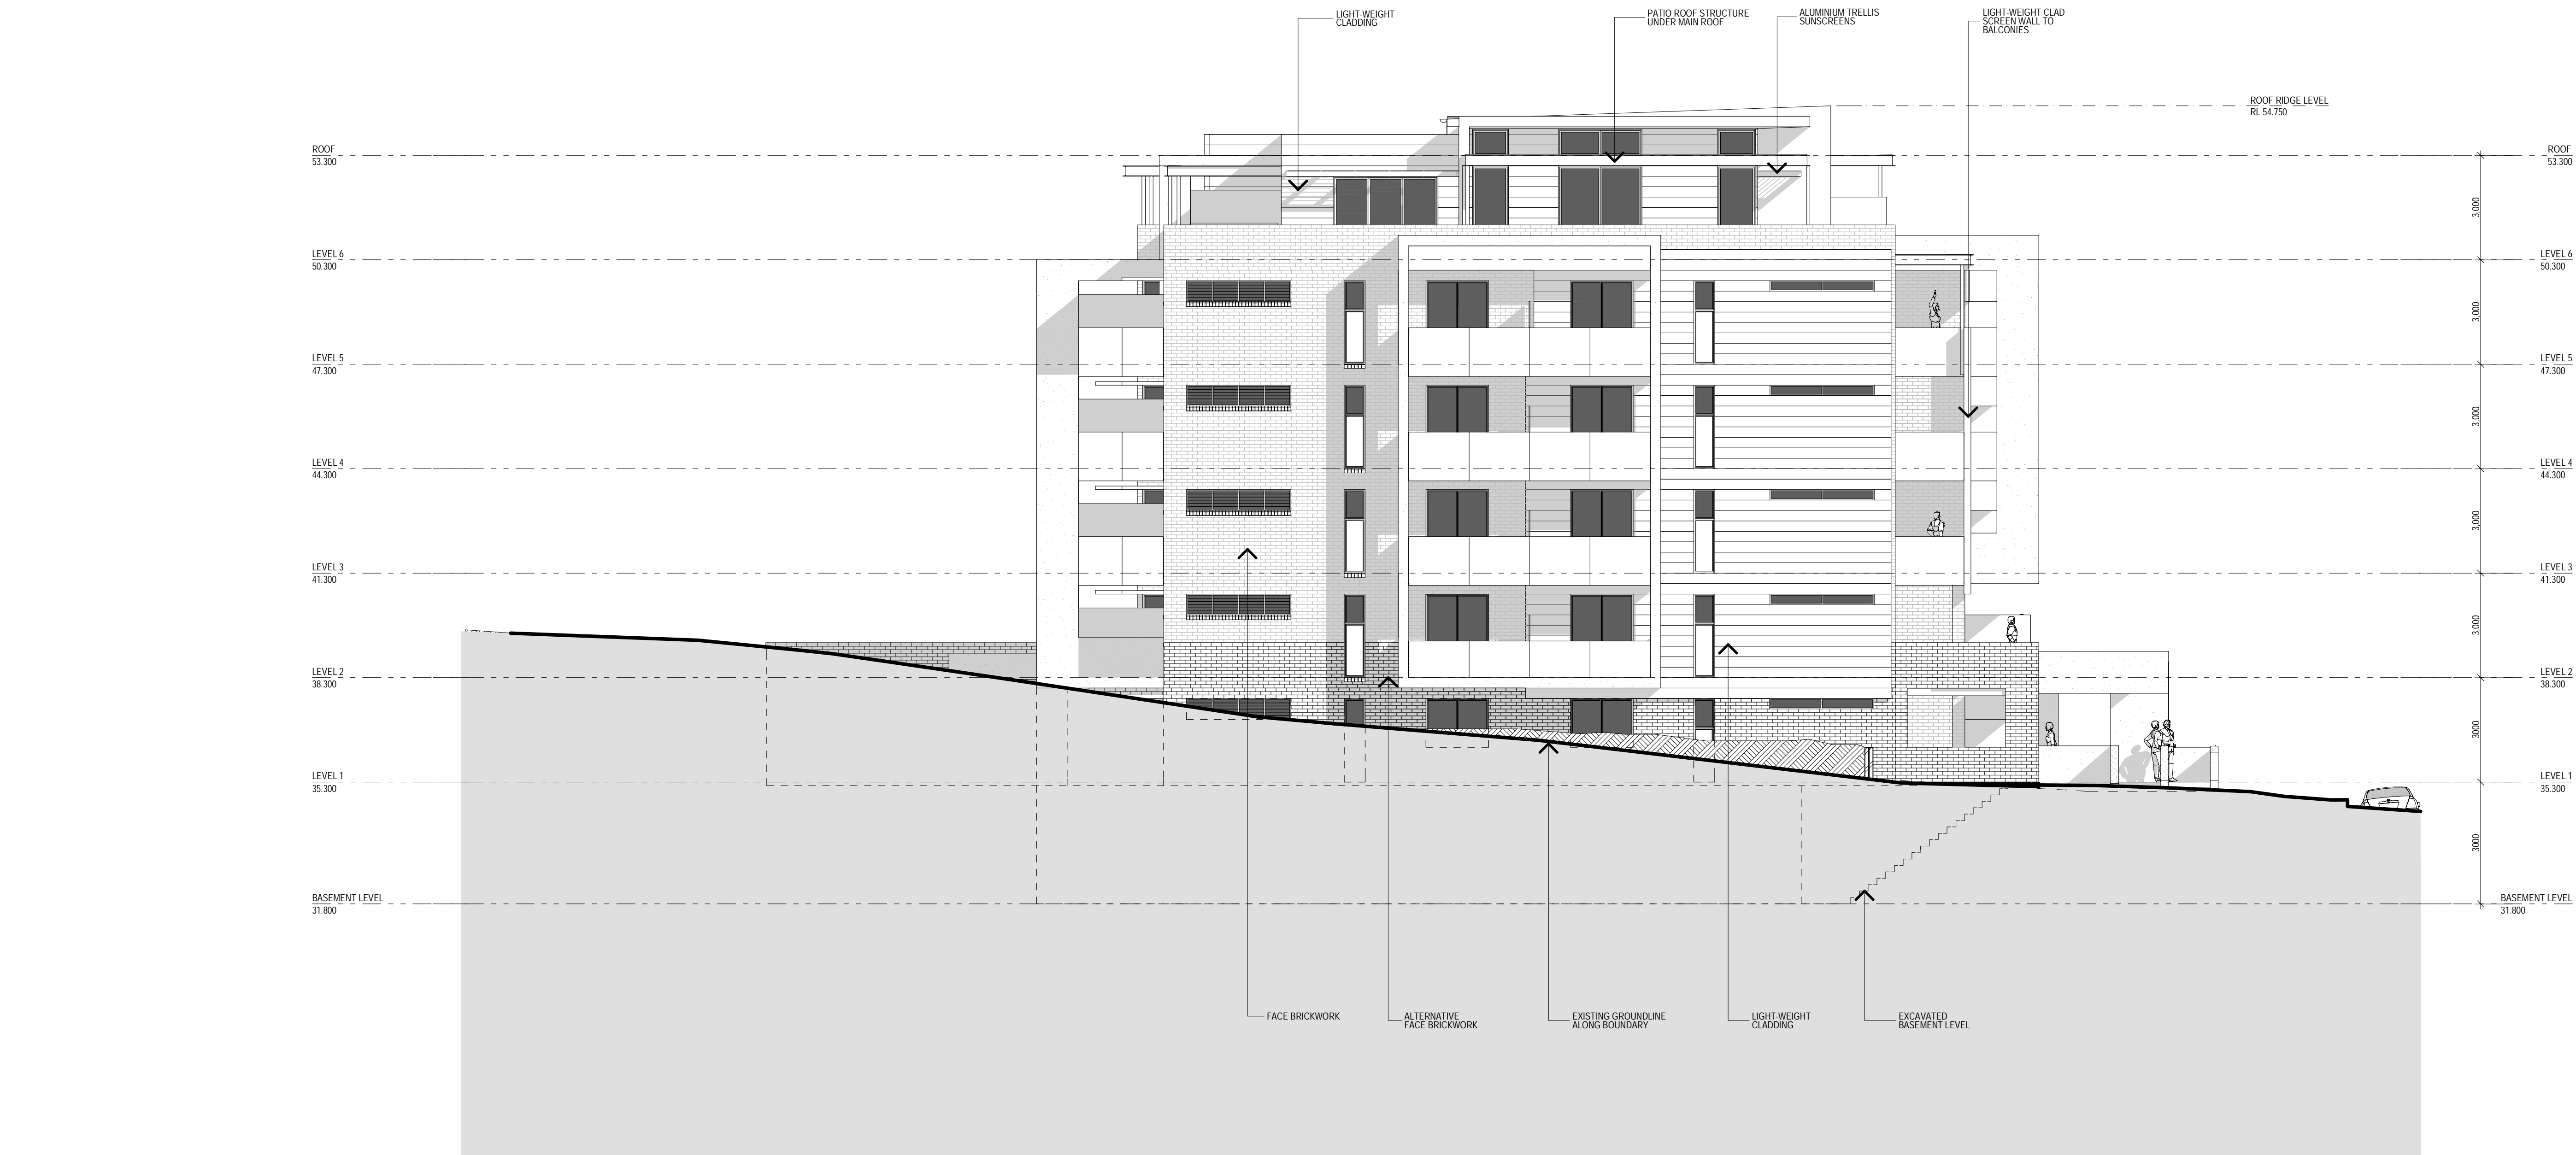 LIGHT-WEIGHT
CLADDING
PATIO ROOF STRUCTURE
UNDER MAIN ROOF
ALUMINIUM TRELLIS
SUNSCREENS
LIGHT-WEIGHT CLAD
SCREEN WALL TO
BALCONIES
ROOF RIDGE LEVEL
RL 54.750
ROOF
53.300
ROOF
53.300
3,000
LEVEL 6
50.300
LEVEL 6
50.300
3,000
LEVEL 5
47.300
LEVEL 5
47.300
3,000
LEVEL 4
44.300
LEVEL 4
44.300
3,000
LEVEL 3
41.300
LEVEL 3
41.300
3,000
LEVEL 2
38.300
LEVEL 2
38.300
3000
LEVEL 1
35.300
LEVEL 1
35.300
3000
BASEMENT LEVEL
31.800
BASEMENT LEVEL
31.800
FACE BRICKWORK
ALTERNATIVE
FACE BRICKWORK
EXISTING GROUNDLINE
ALONG BOUNDARY
LIGHT-WEIGHT
CLADDING
EXCAVATED
BASEMENT LEVEL